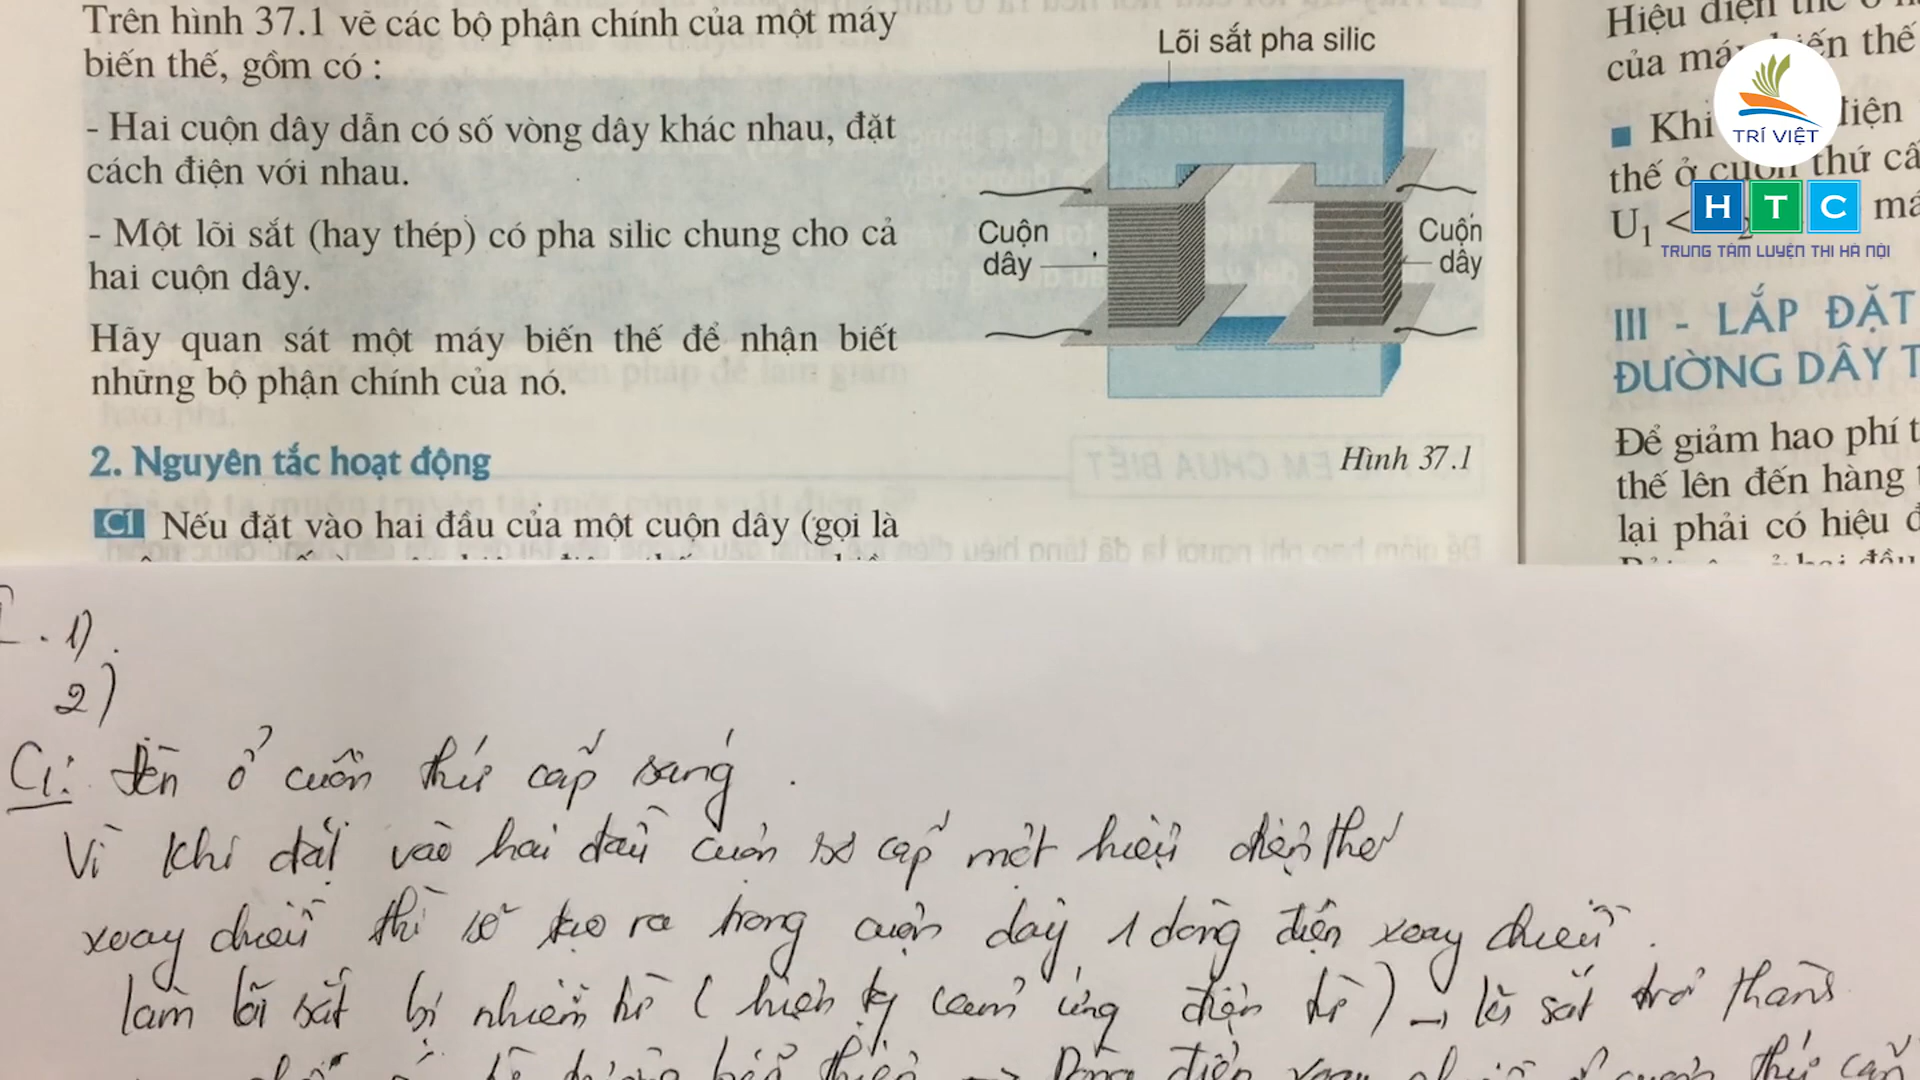 Trên hình 37.1 vẽ các bộ phận chính của một máy
biến thế, gồm có :
- Hai cuộn dây dẫn có số vòng dây khác nhau, đặt
cách điện với nhau.
- Một lõi sắt (hay thép) có pha silic chung cho cả
hai cuộn dây.
Hãy quan sát một máy biến thế để nhận biết
những bộ phận chính của nó.
2. Nguyên tắc hoạt động
C1 Nếu đặt vào hai đầu của một cuộn dây (gọi là
Lõi sắt pha silic
Cuộn
dây
Cuộn
dây
Hình 37.1
Hiệu điện thế ở
của máy biến thế
Khi điện
thế ở cuộn thứ cấ
U1 <
má
III - LẮP ĐẶT
ĐƯỜNG DÂY T
Để giảm hao phí t
thế lên đến hàng
lại phải có hiệu đ
TRÍ VIỆT
HTC
TRUNG TÂM LUYỆN THI HÀ NỘI
1)
2)
C1: Đèn ở cuộn thứ cấp sáng.
Vì khi đặt vào hai đầu cuộn sơ cấp một hiệu điện thế
xoay chiều thì sẽ tạo ra trong cuộn dây 1 dòng điện xoay chiều.
làm lõi sắt bị nhiễm từ (hiện tg cảm ứng điện từ) → lõi sắt trở thành